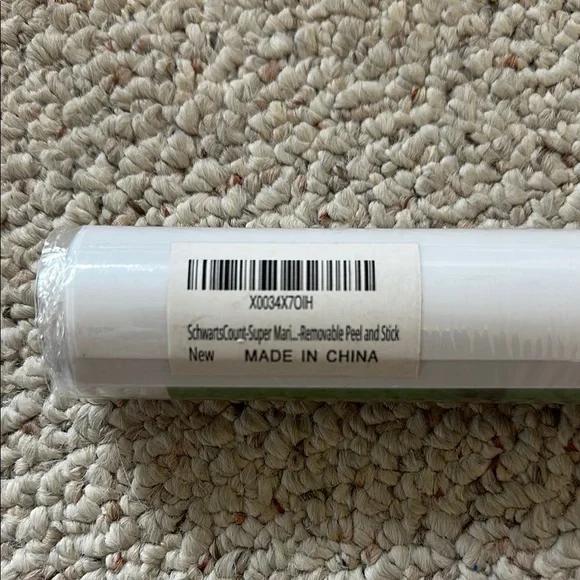 X0034X7OIH
SchwartsCount-Super Mari...-Removable Peel and Stick
New MADE IN CHINA